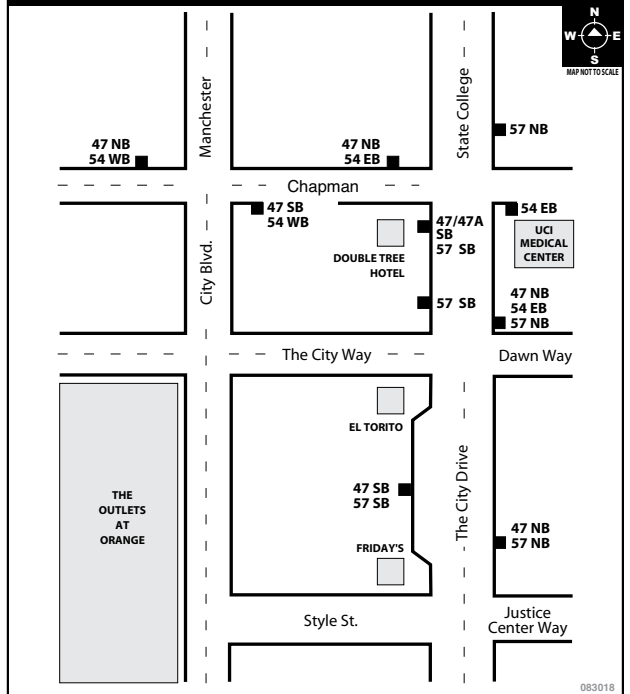 N
W E
S
MAP NOT TO SCALE
Manchester
State College
57 NB
47 NB
54 WB
47 NB
54 EB
Chapman
47 SB
54 WB
47/47A
SB
57 SB
54 EB
UCI
MEDICAL
CENTER
DOUBLE TREE
HOTEL
City Blvd.
57 SB
47 NB
54 EB
57 NB
The City Way
Dawn Way
EL TORITO
THE
OUTLETS
AT
ORANGE
47 SB
57 SB
The City Drive
47 NB
57 NB
FRIDAY'S
Style St.
Justice
Center Way
083018